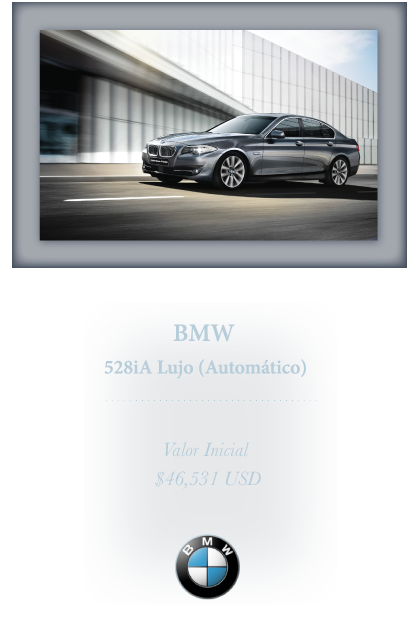 BMW
528iA Lujo (Automático)
Valor Inicial
$46,531 USD
BMW